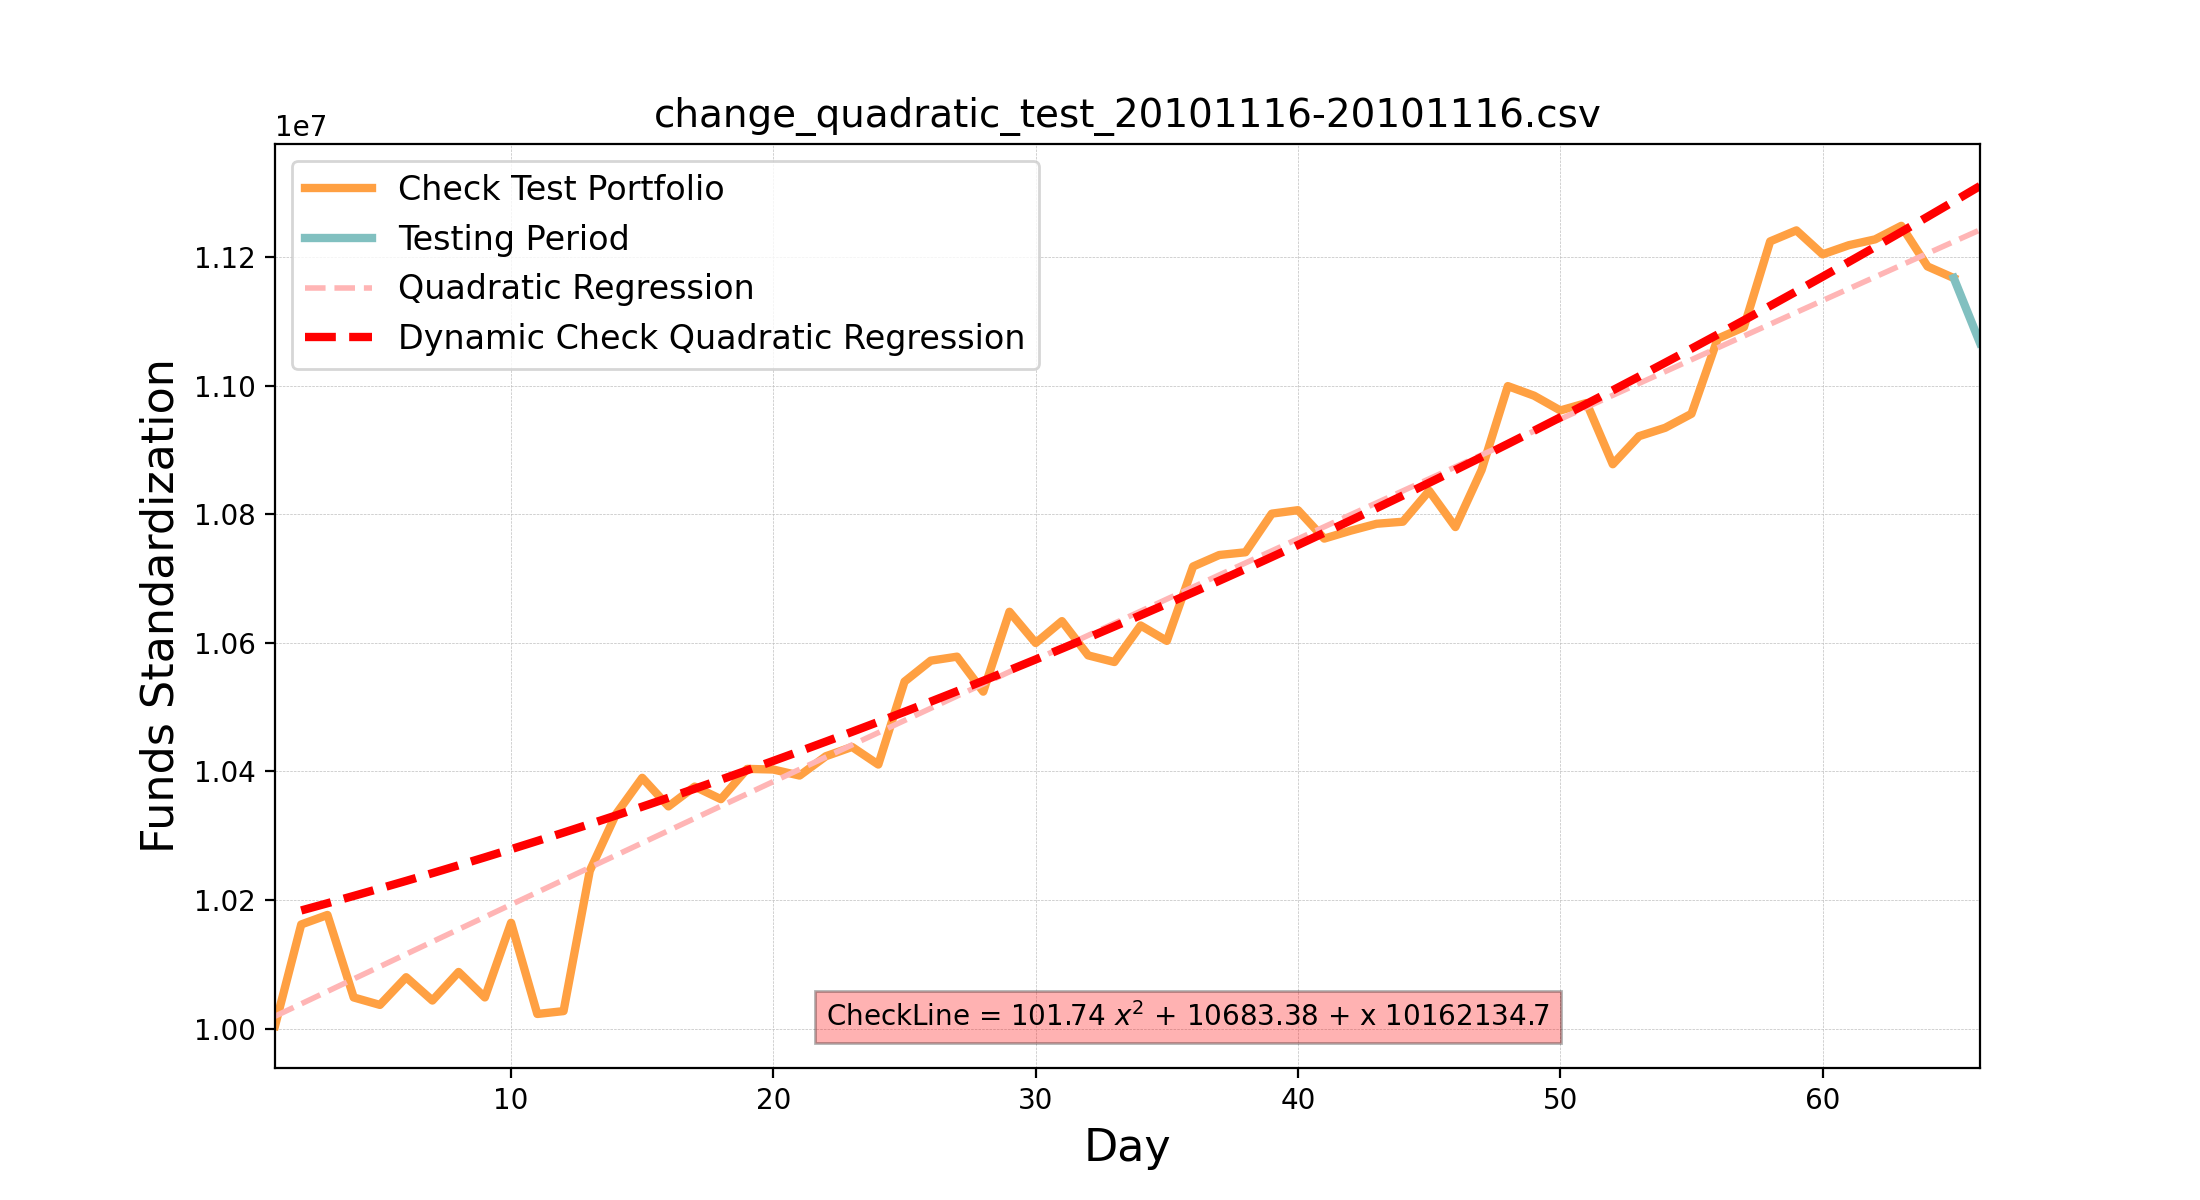 change_quadratic_test_20101116-20101116.csv
1e7
Check Test Portfolio
Testing Period
Quadratic Regression
Dynamic Check Quadratic Regression
Funds Standardization
1.12
1.10
1.08
1.06
1.04
1.02
1.00
CheckLine = 101.74 x² + 10683.38 + x 10162134.7
10 20 30 40 50 60
Day